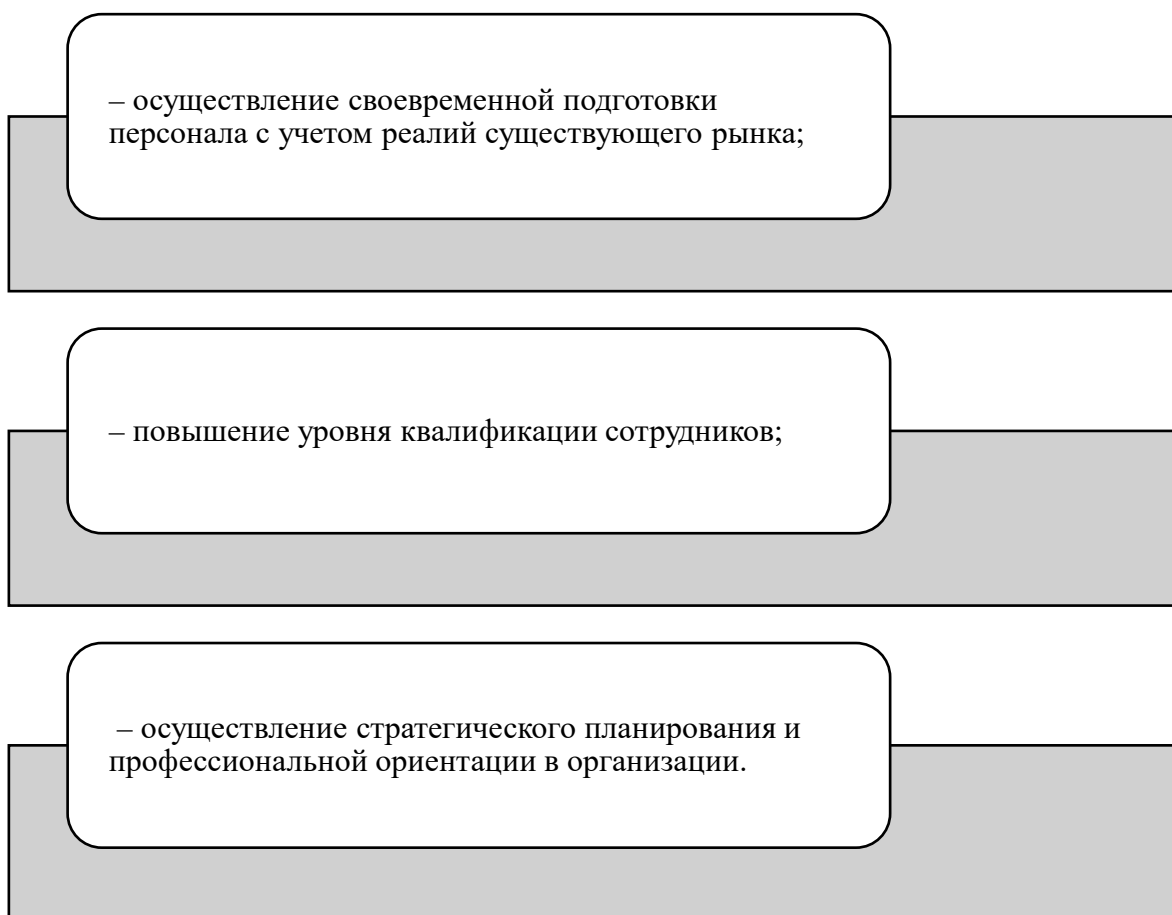 – осуществление своевременной подготовки
персонала с учетом реалий существующего рынка;
– повышение уровня квалификации сотрудников;
– осуществление стратегического планирования и
профессиональной ориентации в организации.